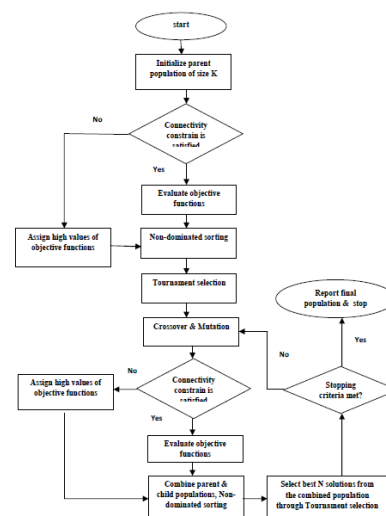 start
Initialize parent
population of size K
No
Connectivity
constrain is
satisfied
Yes
Evaluate objective
functions
Assign high values of
objective functions
Non-dominated sorting
Tournament selection
Report final
population & stop
Crossover & Mutation
No
Yes
Assign high values of
objective functions
No
Connectivity
constrain is
satisfied
Stopping
criteria met?
Yes
Evaluate objective
functions
Combine parent &
child populations, Non-
dominated sorting
Select best N solutions from
the combined population
through Tournament selection